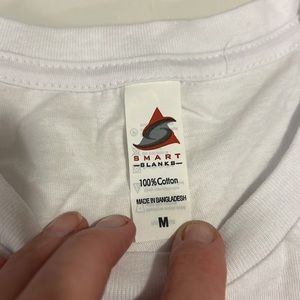 SMART
BLANKS
100% Cotton
MADE IN BANGLADESH
M